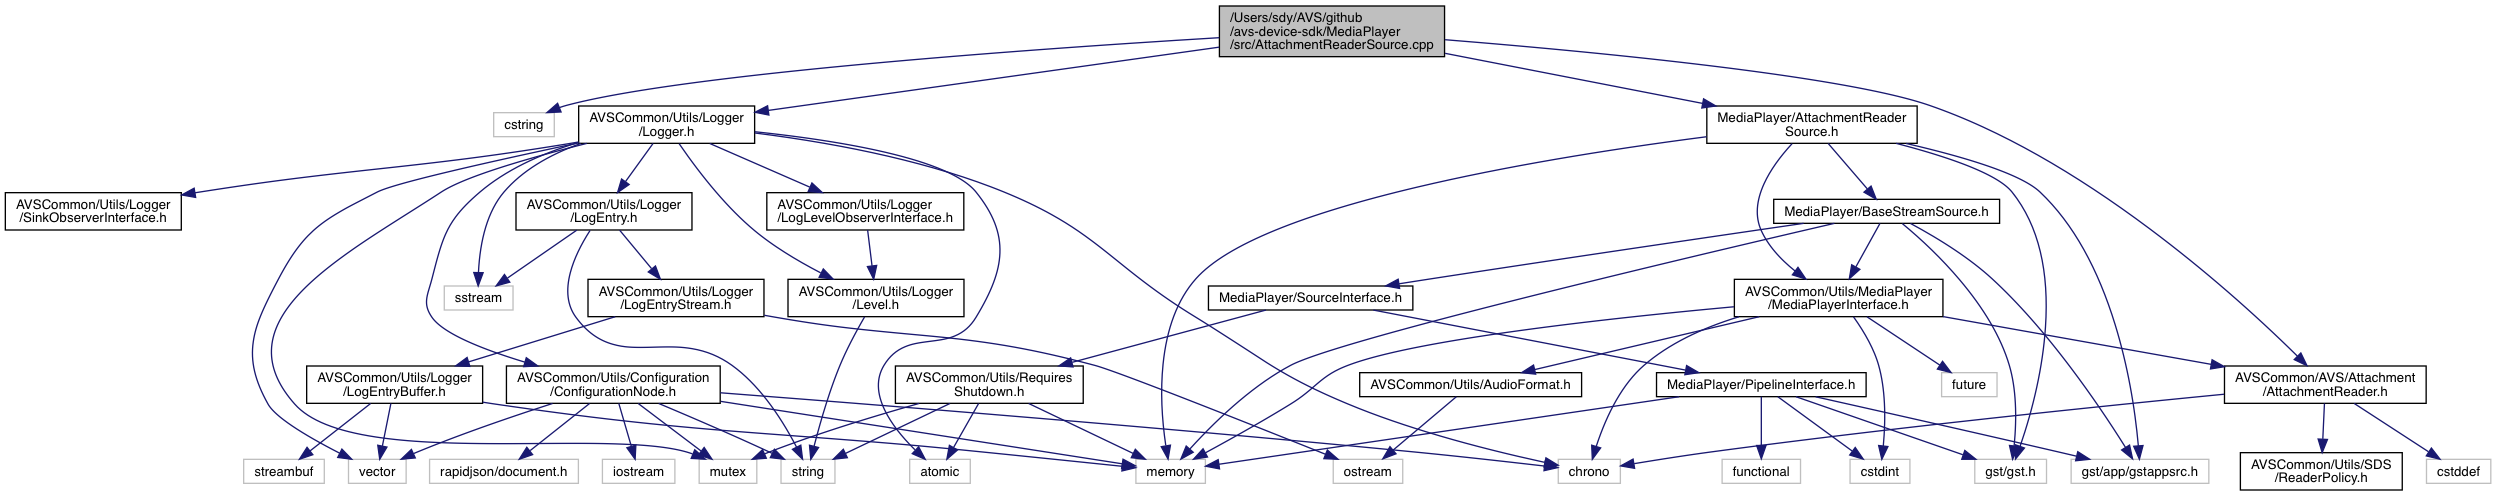 /Users/sdy/AVS/github
/avs-device-sdk/MediaPlayer
/src/AttachmentReaderSource.cpp
cstring
AVSCommon/Utils/Logger
/Logger.h
MediaPlayer/AttachmentReader
Source.h
AVSCommon/Utils/Logger
/SinkObserverInterface.h
AVSCommon/Utils/Logger
/LogEntry.h
AVSCommon/Utils/Logger
/LogLevelObserverInterface.h
MediaPlayer/BaseStreamSource.h
sstream
AVSCommon/Utils/Logger
/LogEntryStream.h
AVSCommon/Utils/Logger
/Level.h
MediaPlayer/SourceInterface.h
AVSCommon/Utils/MediaPlayer
/MediaPlayerInterface.h
AVSCommon/Utils/Logger
/LogEntryBuffer.h
AVSCommon/Utils/Configuration
/ConfigurationNode.h
AVSCommon/Utils/Requires
Shutdown.h
AVSCommon/Utils/AudioFormat.h
MediaPlayer/PipelineInterface.h
future
AVSCommon/AVS/Attachment
/AttachmentReader.h
streambuf
vector
rapidjson/document.h
iostream
mutex
string
atomic
memory
ostream
chrono
functional
cstdint
gst/gst.h
gst/app/gstappsrc.h
AVSCommon/Utils/SDS
/ReaderPolicy.h
cstddef